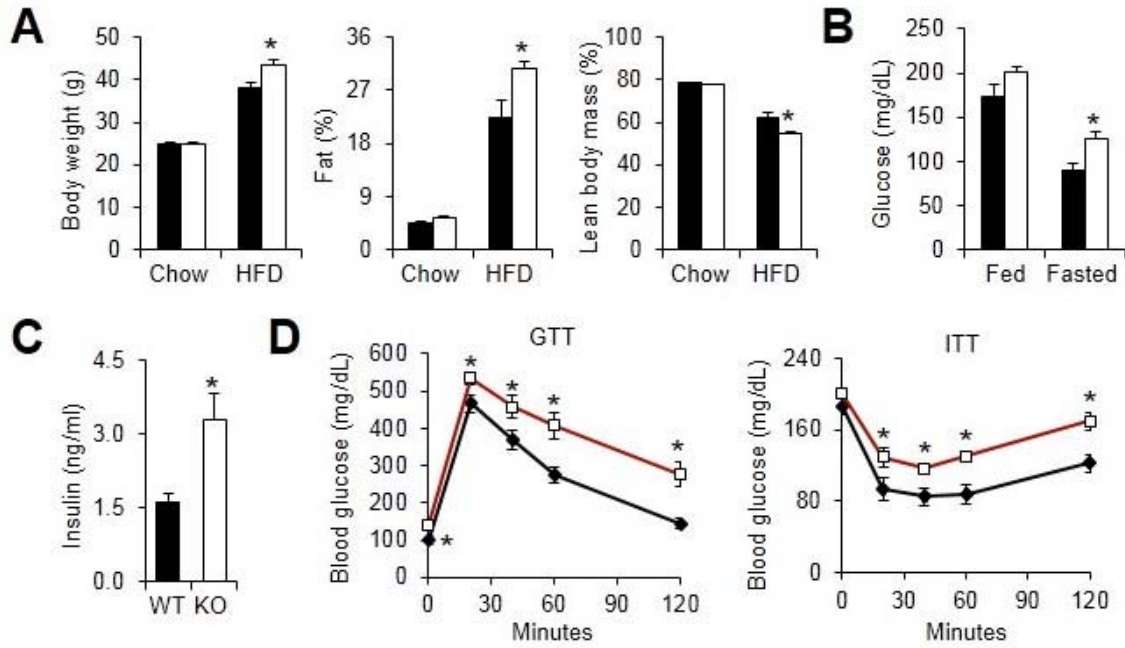 A
Body weight (g)
50
40
30
20
10
0
Chow HFD
*
Fat (%)
36
27
18
9
0
Chow HFD
*
Lean body mass (%)
100
80
60
40
20
0
Chow HFD
*
B
Glucose (mg/dL)
250
200
150
100
50
0
Fed Fasted
*
C
Insulin (ng/ml)
4.5
3.0
1.5
0.0
WT KO
*
D
GTT
Blood glucose (mg/dL)
600
500
400
300
200
100
0
* * * *
*
0 30 60 90 120
Minutes
ITT
Blood glucose (mg/dL)
240
160
80
0
* * * *
0 30 60 90 120
Minutes